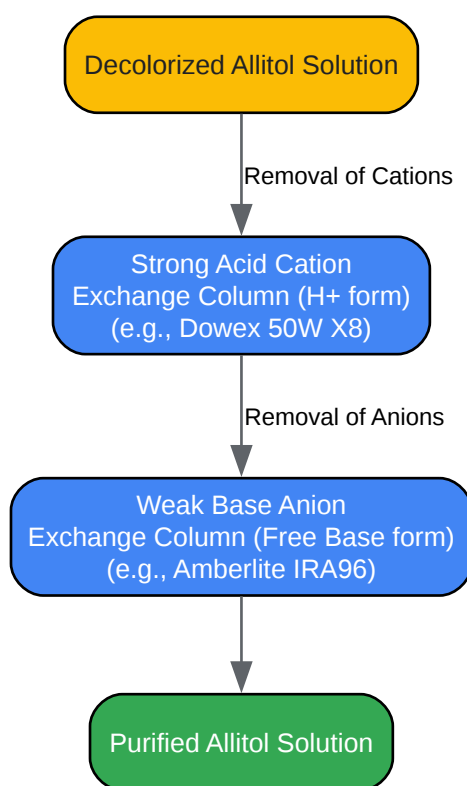 Decolorized Allitol Solution
Removal of Cations
Strong Acid Cation
Exchange Column (H+ form)
(e.g., Dowex 50W X8)
Removal of Anions
Weak Base Anion
Exchange Column (Free Base form)
(e.g., Amberlite IRA96)
Purified Allitol Solution